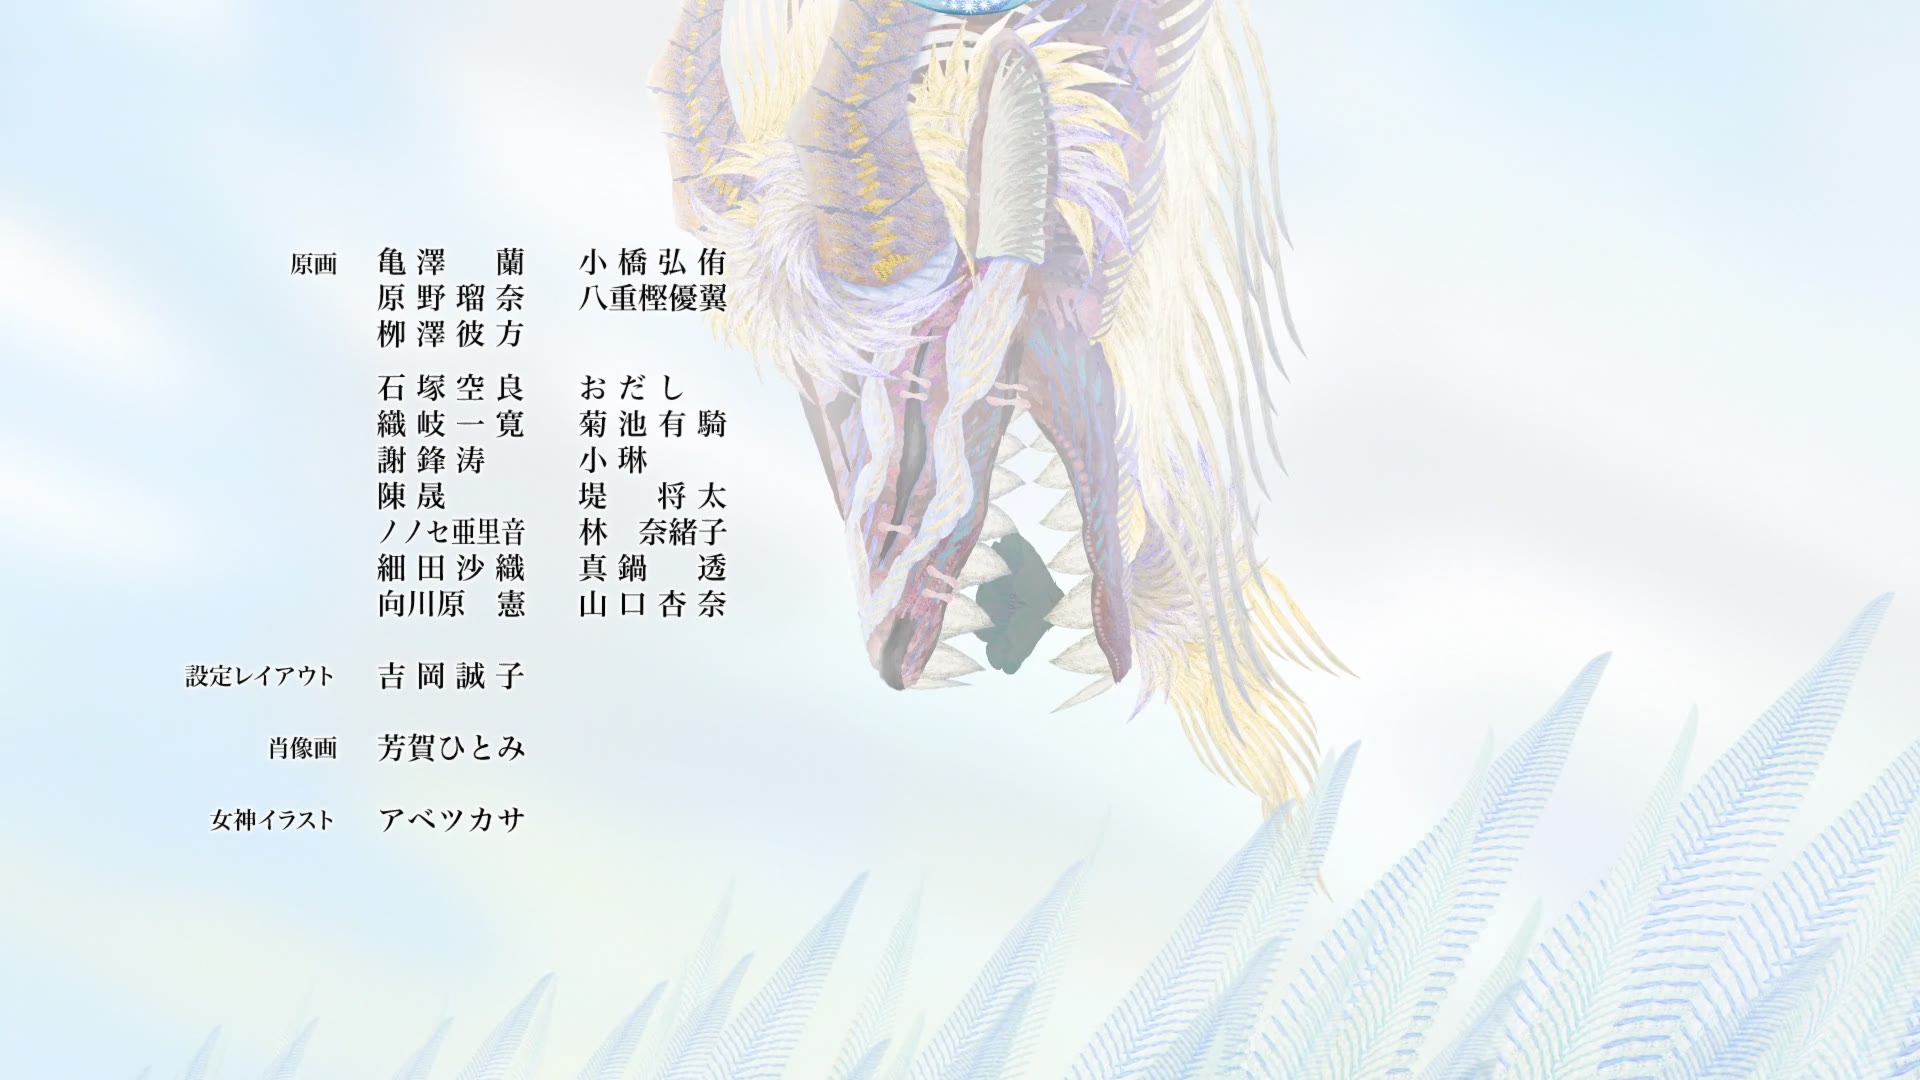 原画 亀澤 蘭 小橋弘侑
原野瑠奈 八重樫優翼
栁澤彼方
石塚空良 おだし
織岐一寛 菊池有騎
謝鋒涛 小琳
陳晟 堤 将太
ノノセ亜里音 林 奈緒子
細田沙織 真鍋 透
向川原 憲 山口杏奈
設定レイアウト 吉岡誠子
肖像画 芳賀ひとみ
女神イラスト アベツカサ